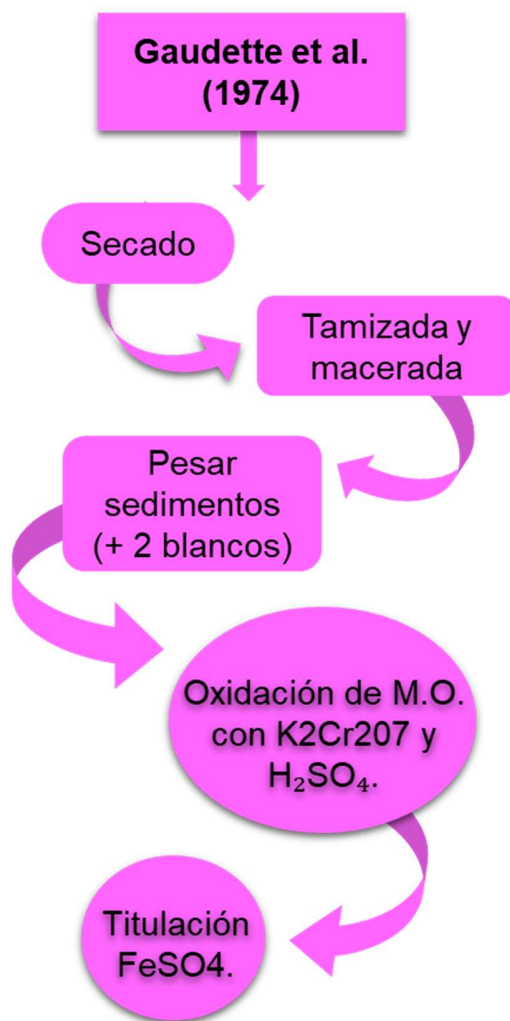 Gaudette et al.
(1974)
Secado
Tamizada y
macerada
Pesar
sedimentos
(+ 2 blancos)
Oxidación de M.O.
con K2Cr207 y
H₂SO₄.
Titulación
FeSO4.